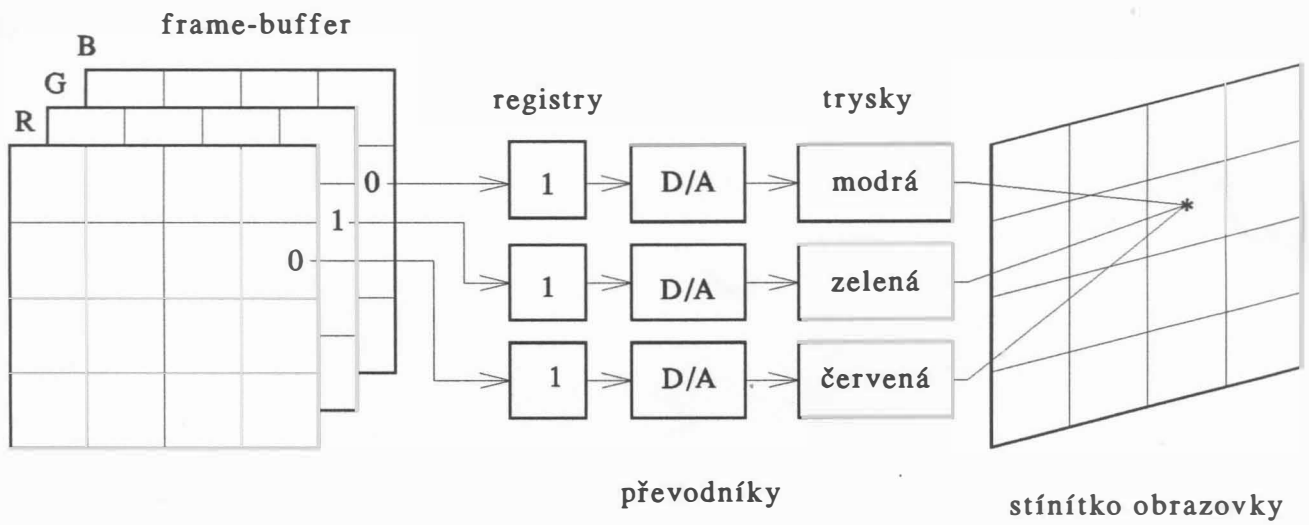 frame-buffer
B
G
R
registry
trysky
0
1
D/A
modrá
*
1
0
1
D/A
zelená
1
D/A
červená
převodníky
stínítko obrazovky